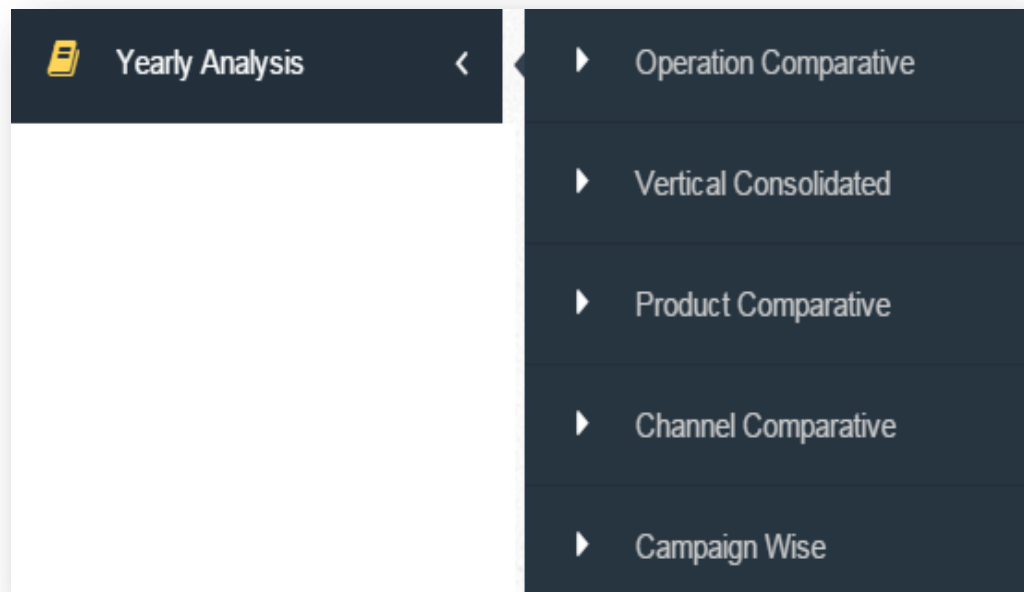 Yearly Analysis
Operation Comparative
Vertical Consolidated
Product Comparative
Channel Comparative
Campaign Wise